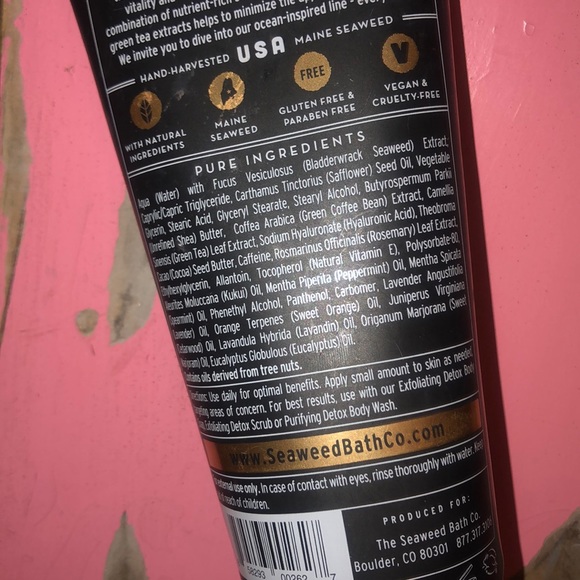 vitality and
combination of nutrient-rich
green tea extracts helps to minimize the
We invite you to dive into our ocean-inspired line - every
HAND-HARVESTED USA MAINE SEAWEED
A FREE V
WITH NATURAL INGREDIENTS
MAINE SEAWEED
GLUTEN FREE & PARABEN FREE
VEGAN & CRUELTY-FREE
PURE INGREDIENTS
Aqua (Water) with Fucus Vesiculosus (Bladderwrack Seaweed) Extract,
Caprylic/Capric Triglyceride, Carthamus Tinctorius (Safflower) Seed Oil, Vegetable
Glycerin, Stearic Acid, Glyceryl Stearate, Stearyl Alcohol, Butyrospermum Parkii
(Unrefined Shea) Butter, Coffea Arabica (Green Coffee Bean) Extract, Camellia
Sinensis (Green Tea) Leaf Extract, Sodium Hyaluronate (Hyaluronic Acid), Theobroma
Cacao (Cocoa) Seed Butter, Caffeine, Rosmarinus Officinalis (Rosemary) Leaf Extract,
Ethylhexylglycerin, Allantoin, Tocopherol (Natural Vitamin E), Polysorbate-60,
Aleurites Moluccana (Kukui) Oil, Mentha Piperita (Peppermint) Oil, Mentha Spicata
(Spearmint) Oil, Phenethyl Alcohol, Panthenol, Carbomer, Lavander Angustifolia
(Lavender) Oil, Orange Terpenes (Sweet Orange) Oil, Juniperus Virginiana
(Cedarwood) Oil, Lavandula Hybrida (Lavandin) Oil, Origanum Marjorana (Sweet
Marjoram) Oil, Eucalyptus Globulous (Eucalyptus) Oil.
Contains oils derived from tree nuts.
Directions: Use daily for optimal benefits. Apply small amount to skin as needed,
targeting areas of concern. For best results, use with our Exfoliating Detox Body
Exfoliating Detox Scrub or Purifying Detox Body Wash.
www.SeaweedBathCo.com
external use only. In case of contact with eyes, rinse thoroughly with water. Keep
of reach of children.
PRODUCED FOR:
The Seaweed Bath Co.
Boulder, CO 80301 877.317.3106
08293 00362 7